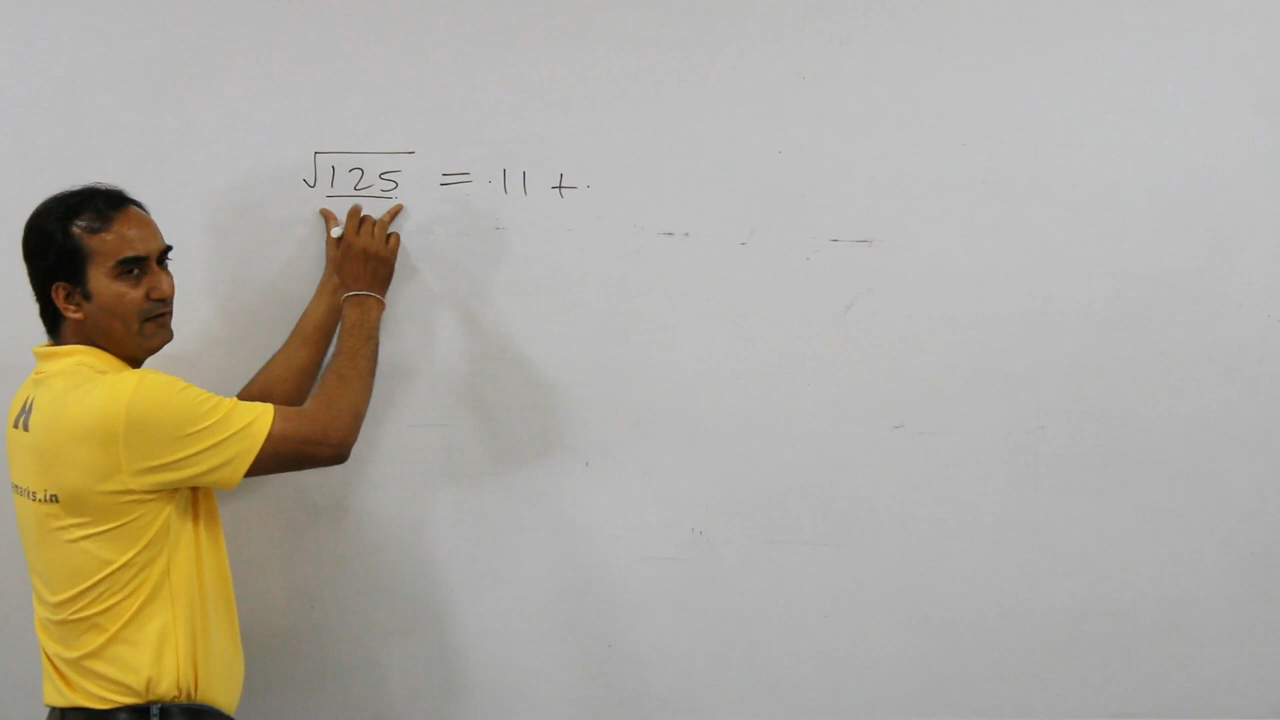 √125 = 11 +
M
marks.in